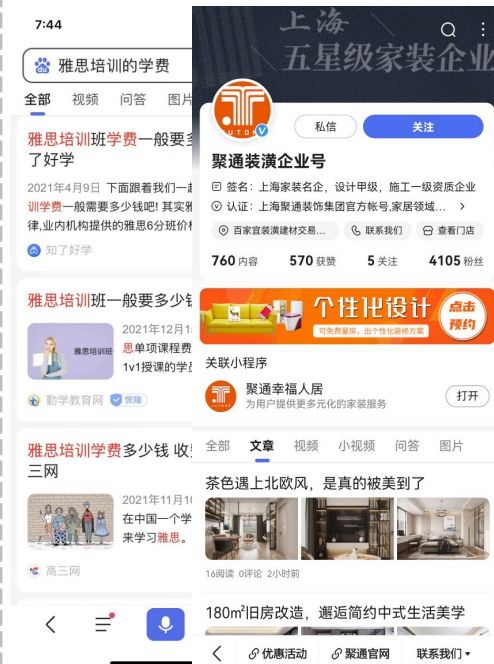 7:44
雅思培训的学费
全部 视频 问答 图片
雅思培训班学费一般要多
了好学
2021年4月9日 下面跟着我们一起
训学费一般需要多少钱吧! 其实雅
律,业内机构提供的雅思6分班价格
知了好学
雅思培训班一般要多少钱
雅思培训班
2021年12月1
思单项课程费
1v1授课的学员
勤学教育网 保障
雅思培训学费多少钱 收
三网
2021年11月10
在中国一个学
来学习雅思。
高三网
上海
五星级家装企业
JUTONG
私信
关注
聚通装潢企业号
签名：上海家装名企，设计甲级，施工一级资质企业
认证：上海聚通装饰集团官方帐号,家居领域…
百家宜装潢建材交易… 联系我们 查看门店
760 内容 570 获赞 5 关注 4105 粉丝
个性化设计
可免费量房，出个性化装修方案
点击
预约
关联小程序
聚通幸福人居
为用户提供更多元化的家装服务
打开
全部 文章 视频 小视频 问答 图片
茶色遇上北欧风，是真的被美到了
16阅读 0评论 2小时前
180㎡旧房改造，邂逅简约中式生活美学
优惠活动 聚通官网 联系我们